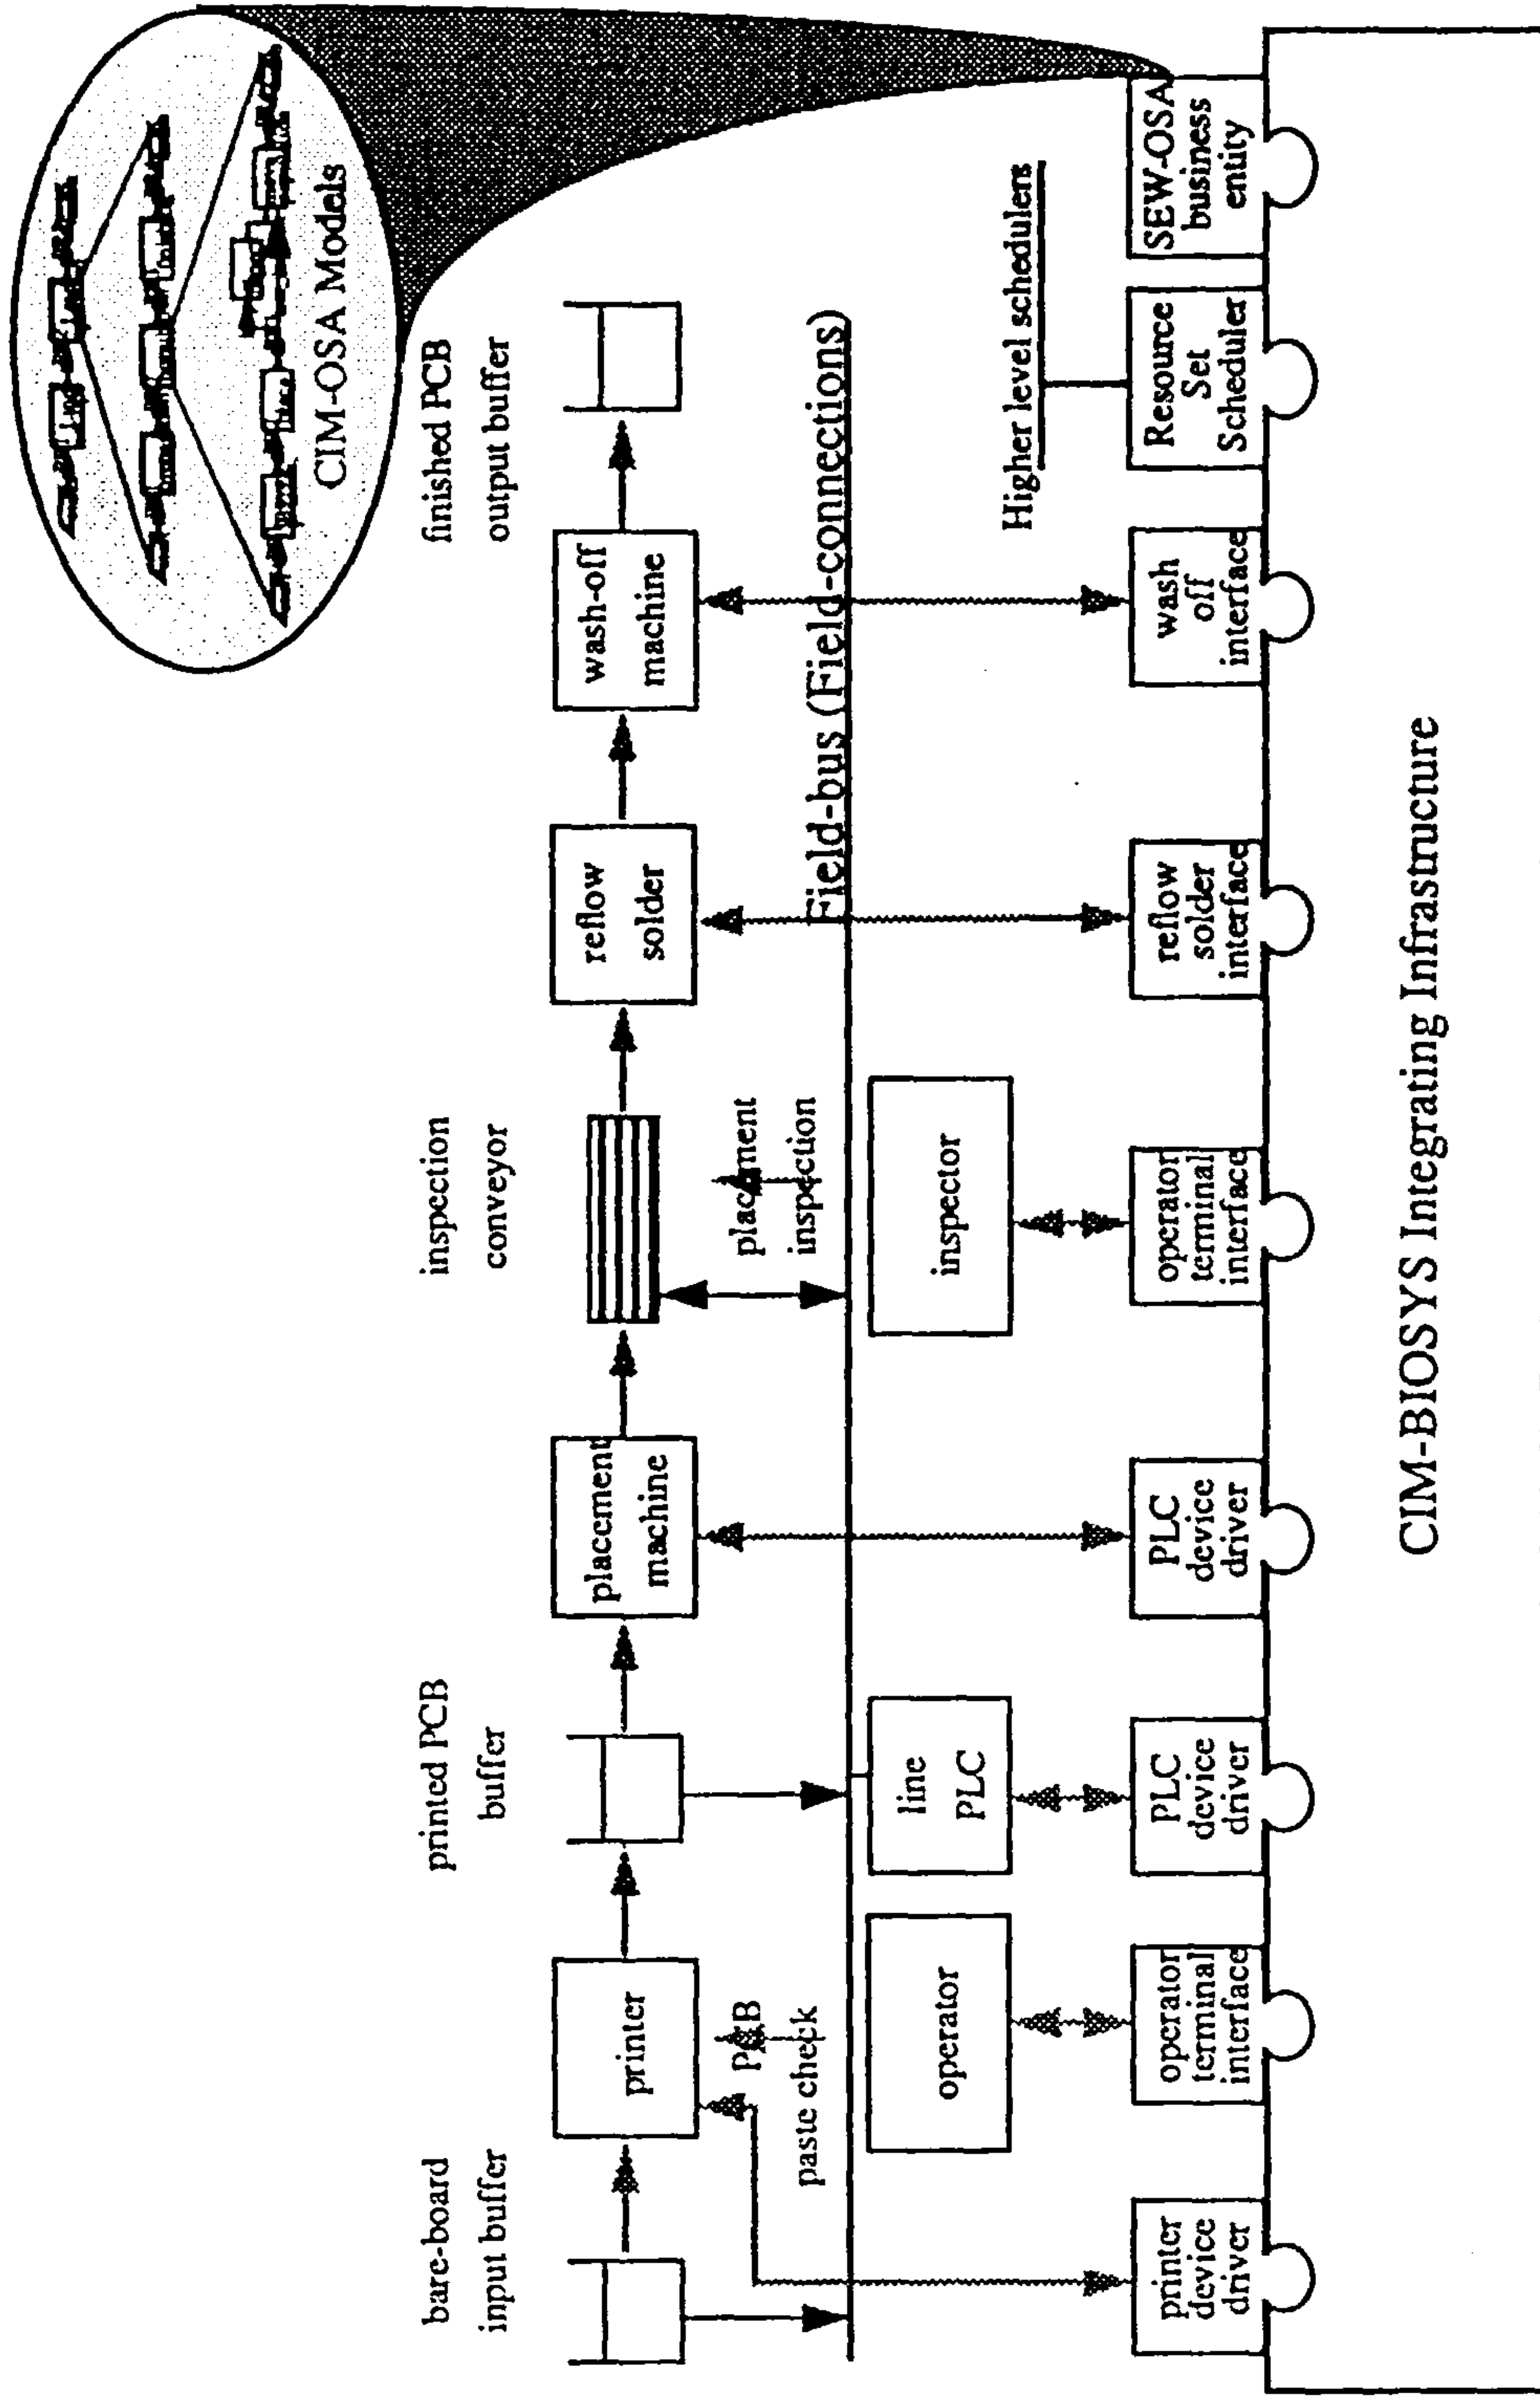 CIM-OSA Models
bare-board
input buffer
printed PCB
buffer
inspection
conveyor
finished PCB
output buffer
printer
placement
machine
reflow
solder
wash-off
machine
PCB
paste check
placment
inspection
Field-bus (Field-connections)
operator
line
PLC
inspector
Higher level schedulers
printer
device
driver
operator
terminal
interface
PLC
device
driver
PLC
device
driver
operator
terminal
interface
reflow
solder
interface
wash
off
interface
Resource
Set
Scheduler
SEW-OSA
business
entity
CIM-BIOSYS Integrating Infrastructure